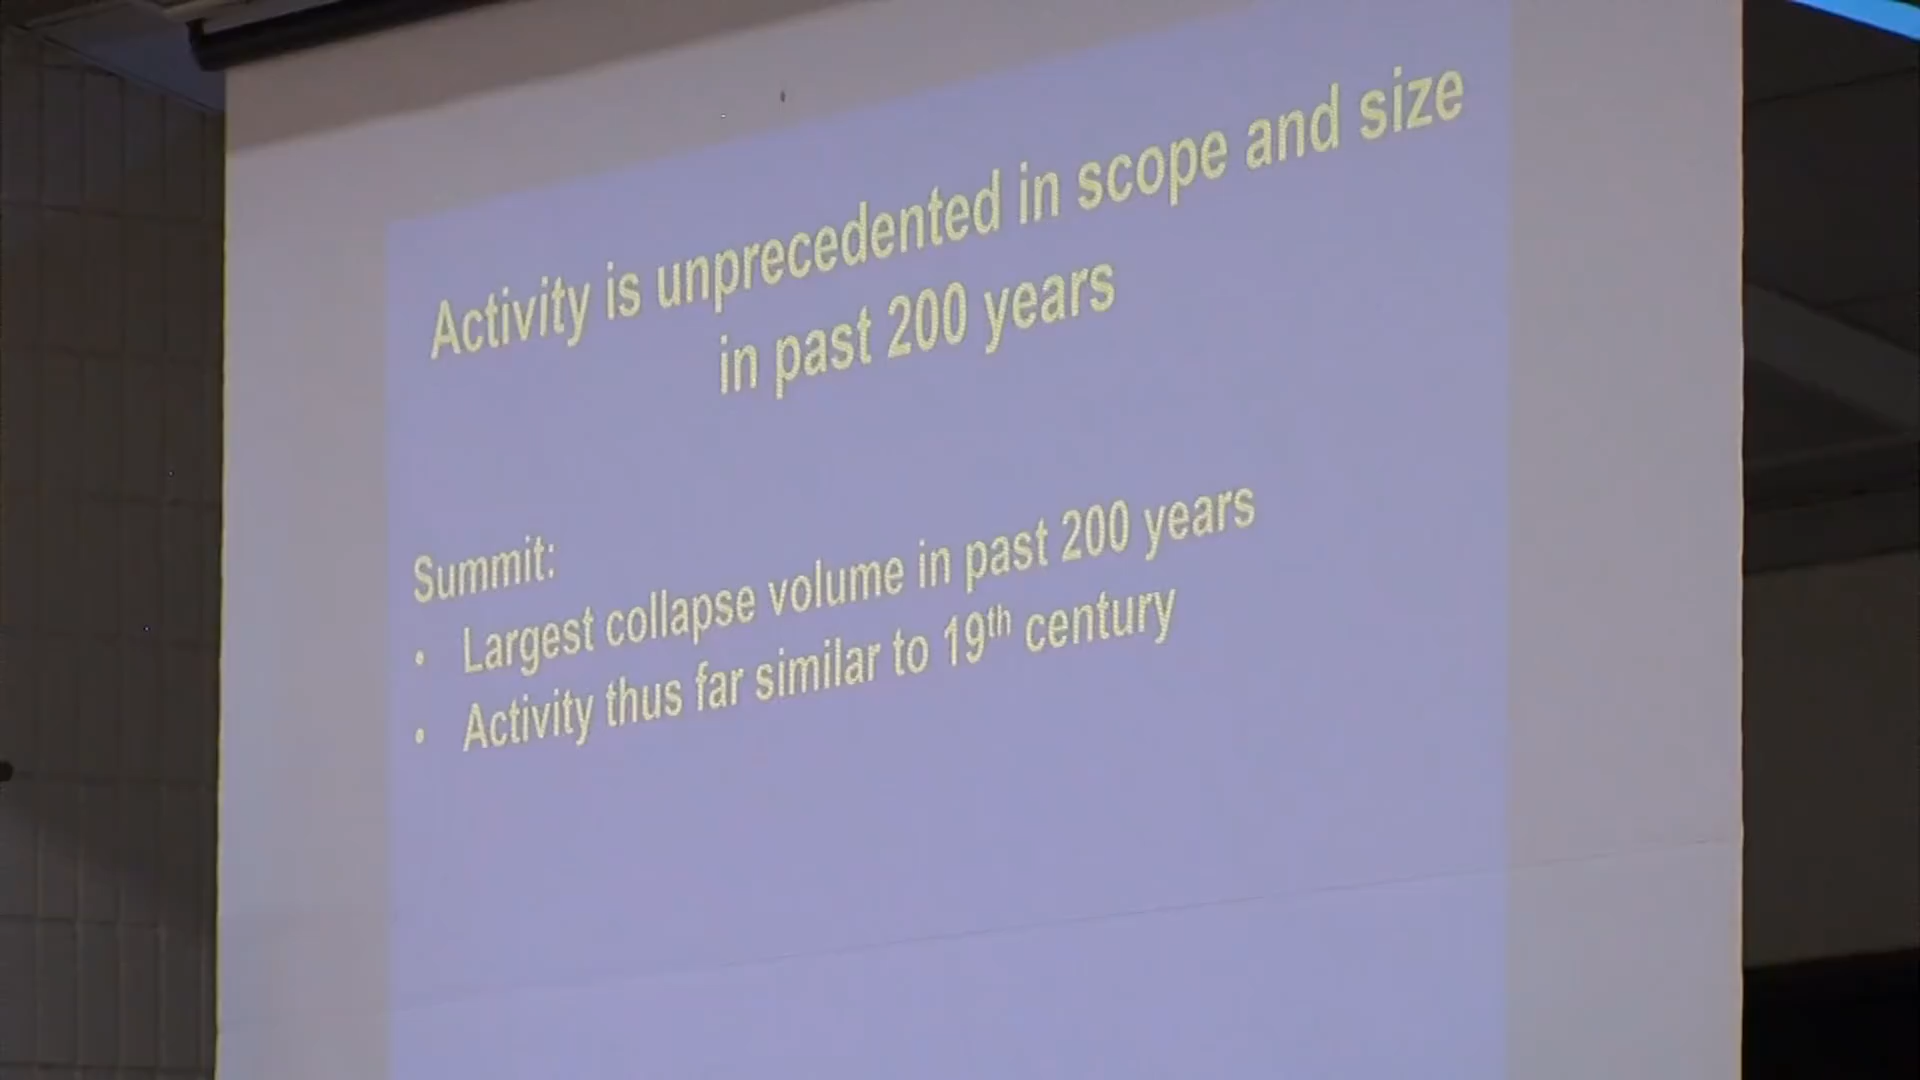 Activity is unprecedented in scope and size
in past 200 years
Summit:
• Largest collapse volume in past 200 years
• Activity thus far similar to 19th century